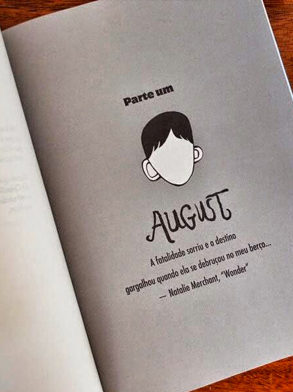 Parte um
AUGUST
A fatalidade sorriu e o destino
gargalhou quando ela se debruçou no meu berço...
— Natalie Merchant, "Wonder"